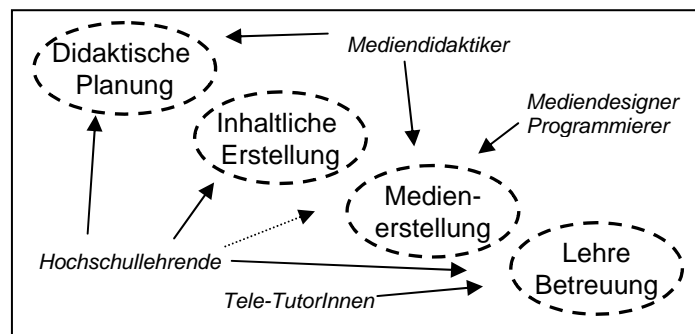 Didaktische
Planung
Mediendidaktiker
Inhaltliche
Erstellung
Mediendesigner
Programmierer
Medien-
erstellung
Hochschullehrende
Lehre
Betreuung
Tele-TutorInnen